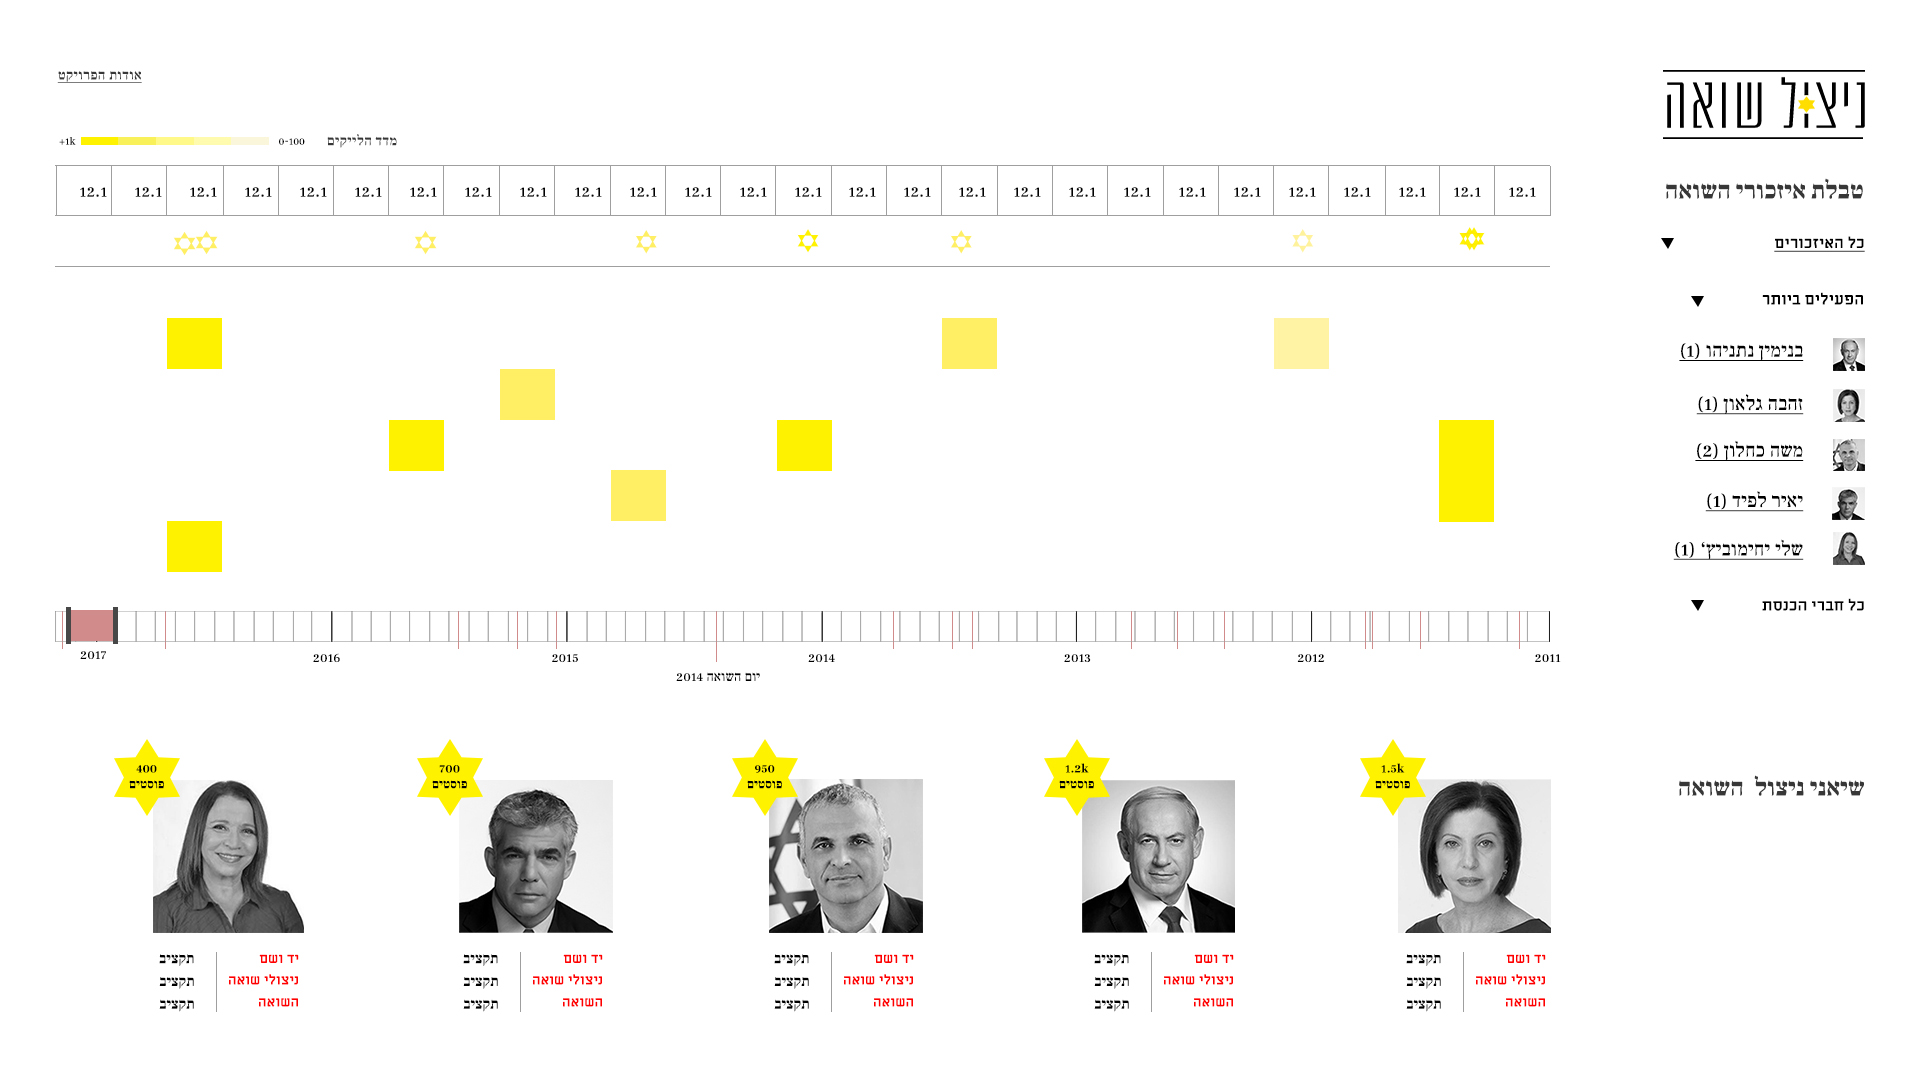 ניצול שואה
אודות הפרויקט
מדד הלייקים
0-100
+1k
12.1 12.1 12.1 12.1 12.1 12.1 12.1 12.1 12.1 12.1 12.1 12.1 12.1 12.1 12.1 12.1 12.1 12.1 12.1 12.1 12.1 12.1 12.1 12.1 12.1 12.1 12.1
טבלת איזכורי השואה
כל האיזכורים
הפעילים ביותר
בנימין נתניהו (1)
זהבה גלאון (1)
משה כחלון (2)
יאיר לפיד (1)
שלי יחימוביץ' (1)
כל חברי הכנסת
2017 2016 2015 2014 2013 2012 2011
יום השואה 2014
שיאני ניצול השואה
1.5k
פוסטים
יד ושם תקציב
ניצולי שואה תקציב
השואה תקציב
1.2k
פוסטים
יד ושם תקציב
ניצולי שואה תקציב
השואה תקציב
950
פוסטים
יד ושם תקציב
ניצולי שואה תקציב
השואה תקציב
700
פוסטים
יד ושם תקציב
ניצולי שואה תקציב
השואה תקציב
400
פוסטים
יד ושם תקציב
ניצולי שואה תקציב
השואה תקציב